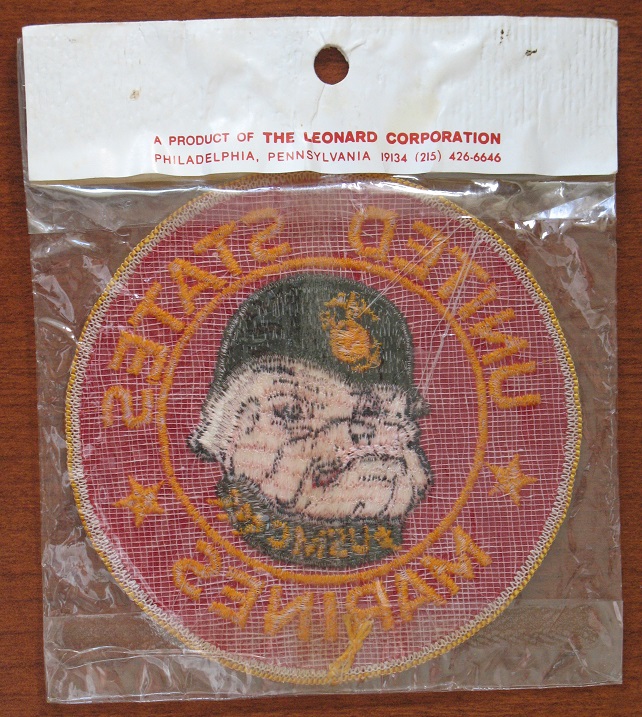 A PRODUCT OF THE LEONARD CORPORATION
PHILADELPHIA, PENNSYLVANIA 19134 (215) 426-6646
UNITED STATES
USMC
MARINES